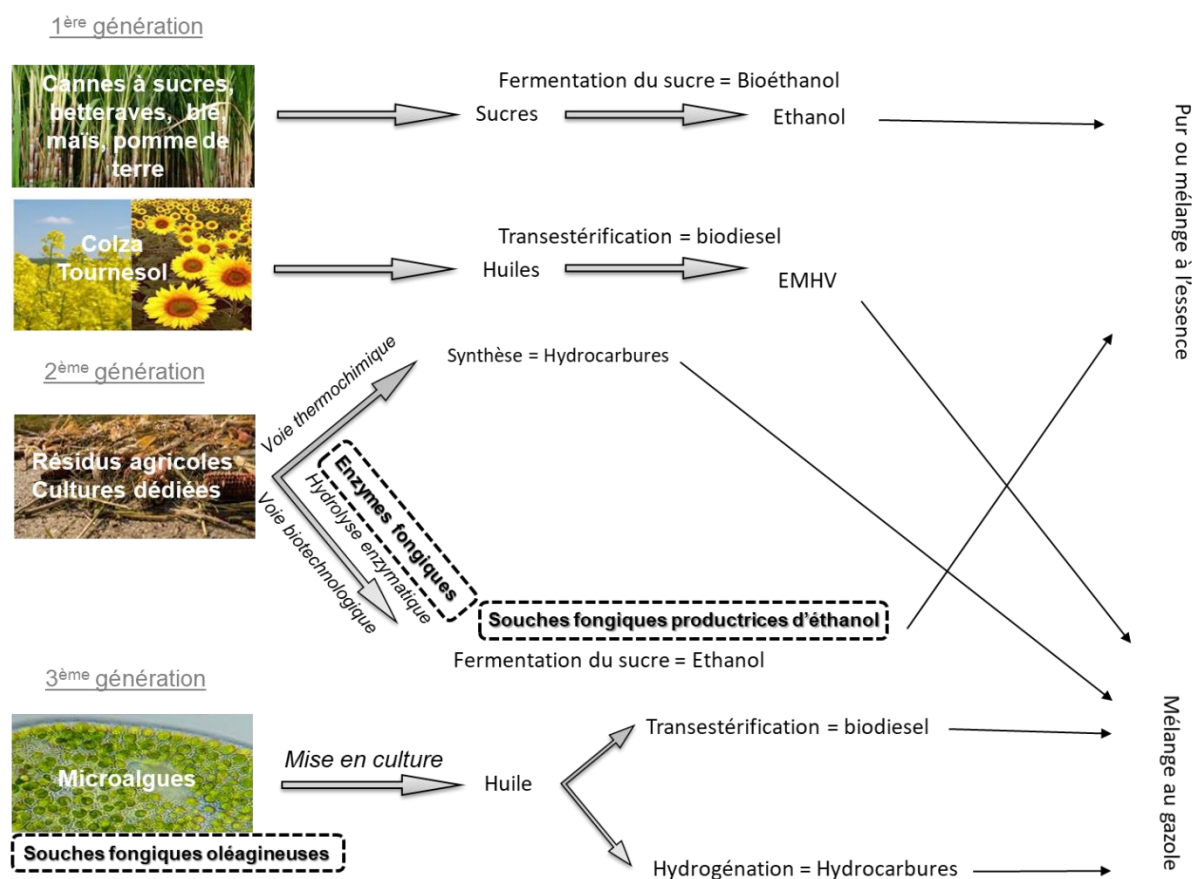 1ère génération
Cannes à sucres,
betteraves, blé,
maïs, pomme de
terre
Fermentation du sucre = Bioéthanol
Sucres
Ethanol
Pur ou mélange à l'essence
Colza
Tournesol
Transestérification = biodiesel
Huiles
EMHV
2ème génération
Résidus agricoles
Cultures dédiées
Voie thermochimique
Synthèse = Hydrocarbures
Voie biotechnologique
Hydrolyse enzymatique
Enzymes fongiques
Souches fongiques productrices d'éthanol
Fermentation du sucre = Ethanol
3ème génération
Microalgues
Souches fongiques oléagineuses
Mise en culture
Huile
Transestérification = biodiesel
Hydrogénation = Hydrocarbures
Mélange au gazole